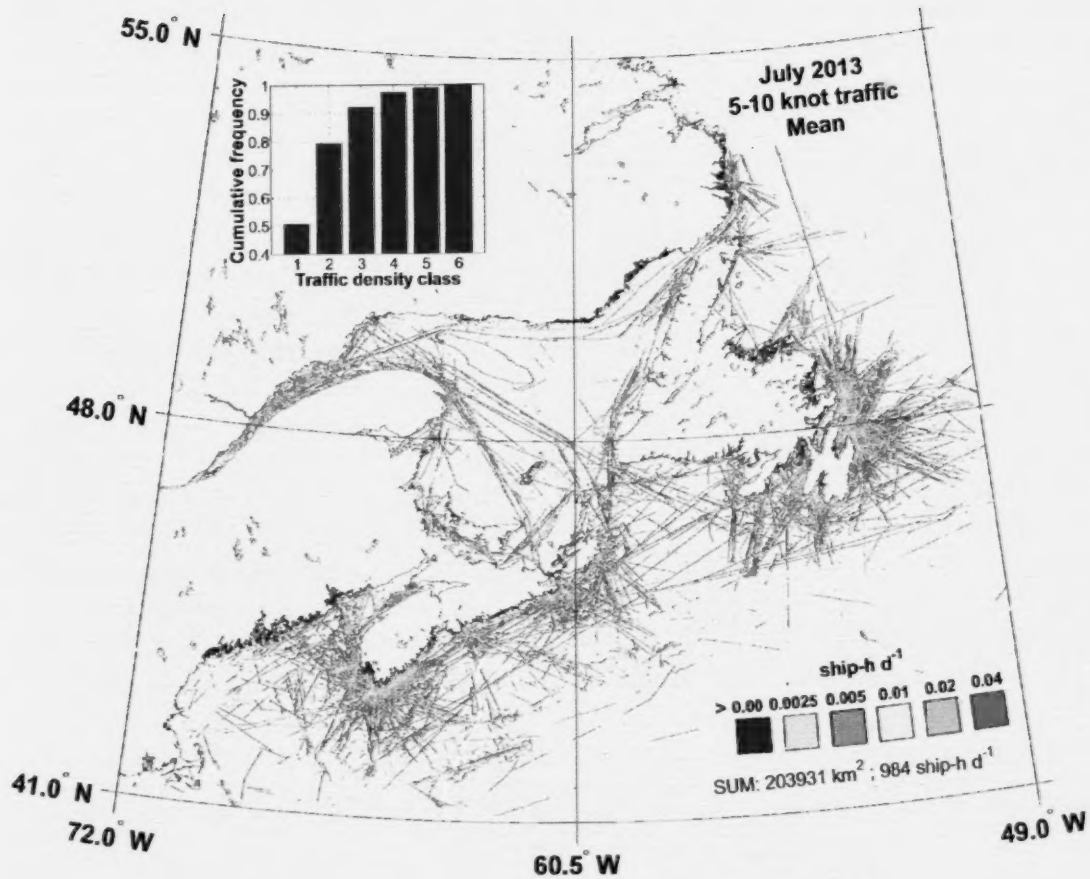 55.0° N
July 2013
5-10 knot traffic
Mean
Cumulative frequency
1
0.9
0.8
0.7
0.6
0.5
0.4
1 2 3 4 5 6
Traffic density class
48.0° N
ship-h d⁻¹
> 0.00 0.0025 0.005 0.01 0.02 0.04
SUM: 203931 km² ; 984 ship-h d⁻¹
41.0° N
72.0° W
60.5° W
49.0° W